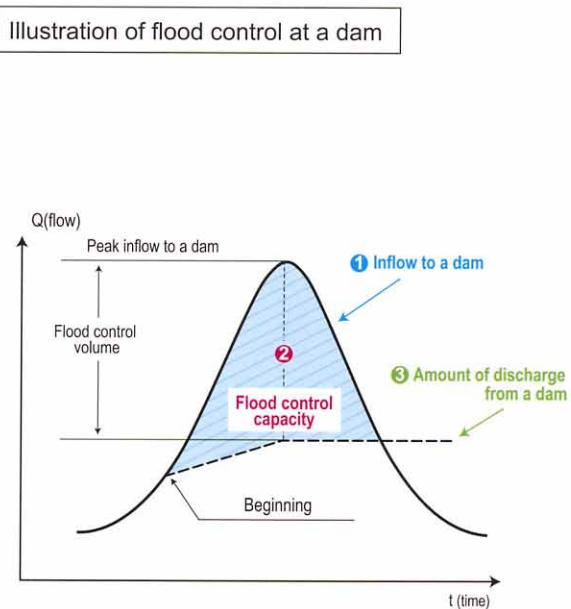 Illustration of flood control at a dam
Q(flow)
Peak inflow to a dam
❶ Inflow to a dam
Flood control
volume
❷
❸ Amount of discharge
from a dam
Flood control
capacity
Beginning
t (time)